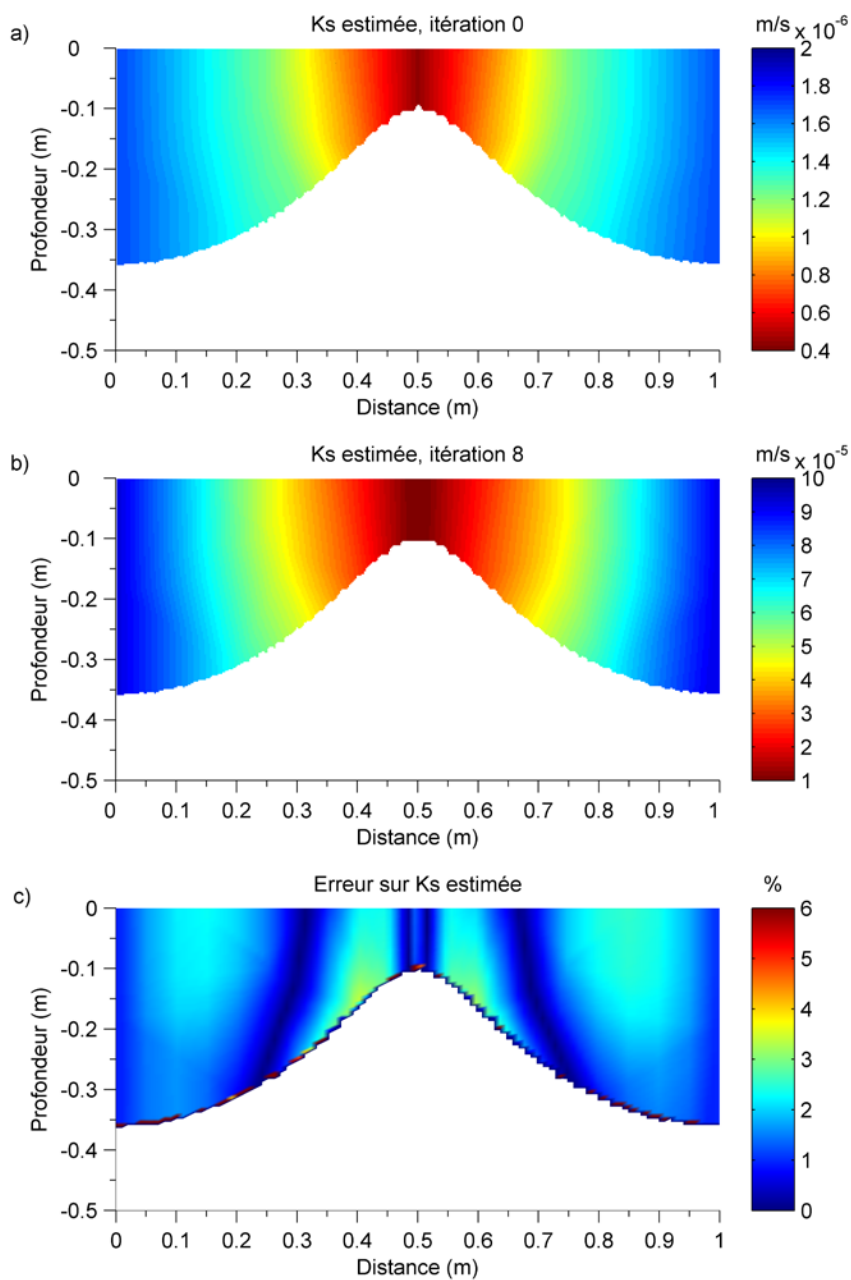 a)
Ks estimée, itération 0
m/s x 10-6
0
-0.1
-0.2
-0.3
-0.4
-0.5
Profondeur (m)
0 0.1 0.2 0.3 0.4 0.5 0.6 0.7 0.8 0.9 1
Distance (m)
2
1.8
1.6
1.4
1.2
1
0.8
0.6
0.4
b)
Ks estimée, itération 8
m/s x 10-5
0
-0.1
-0.2
-0.3
-0.4
-0.5
Profondeur (m)
0 0.1 0.2 0.3 0.4 0.5 0.6 0.7 0.8 0.9 1
Distance (m)
10
9
8
7
6
5
4
3
2
1
c)
Erreur sur Ks estimée
%
0
-0.1
-0.2
-0.3
-0.4
-0.5
Profondeur (m)
0 0.1 0.2 0.3 0.4 0.5 0.6 0.7 0.8 0.9 1
Distance (m)
6
5
4
3
2
1
0